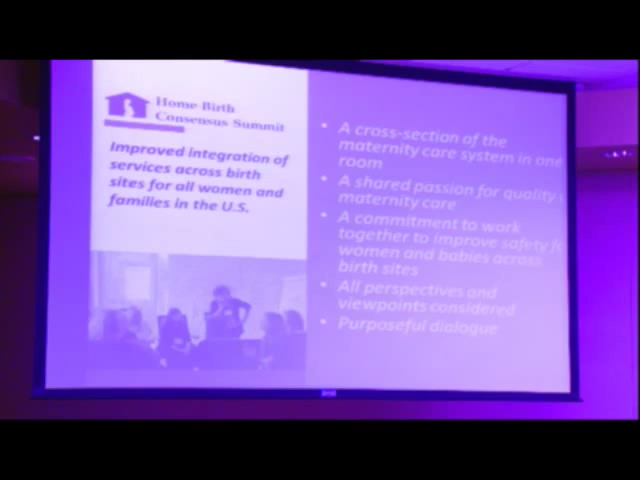 Home Birth
Consensus Summit
Improved integration of
services across birth
sites for all women and
families in the U.S.
• A cross-section of the
maternity care system in one
room
• A shared passion for quality
maternity care
• A commitment to work
together to improve safety
women and babies across
birth sites
• All perspectives and
viewpoints considered
• Purposeful dialogue